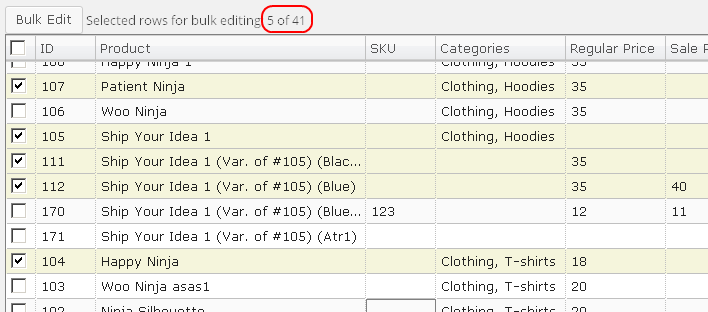 Bulk Edit Selected rows for bulk editing: 5 of 41
ID Product SKU Categories Regular Price Sale P
108 Happy Ninja 1 Clothing, Hoodies 35
107 Patient Ninja Clothing, Hoodies 35
106 Woo Ninja Clothing, Hoodies 35
105 Ship Your Idea 1 Clothing, Hoodies
111 Ship Your Idea 1 (Var. of #105) (Blac... 35
112 Ship Your Idea 1 (Var. of #105) (Blue) 35 40
170 Ship Your Idea 1 (Var. of #105) (Blue... 123 12 11
171 Ship Your Idea 1 (Var. of #105) (Atr1)
104 Happy Ninja Clothing, T-shirts 18
103 Woo Ninja asas1 Clothing, T-shirts 20
102 Ninja Silhouette Clothing, T-shirts 20